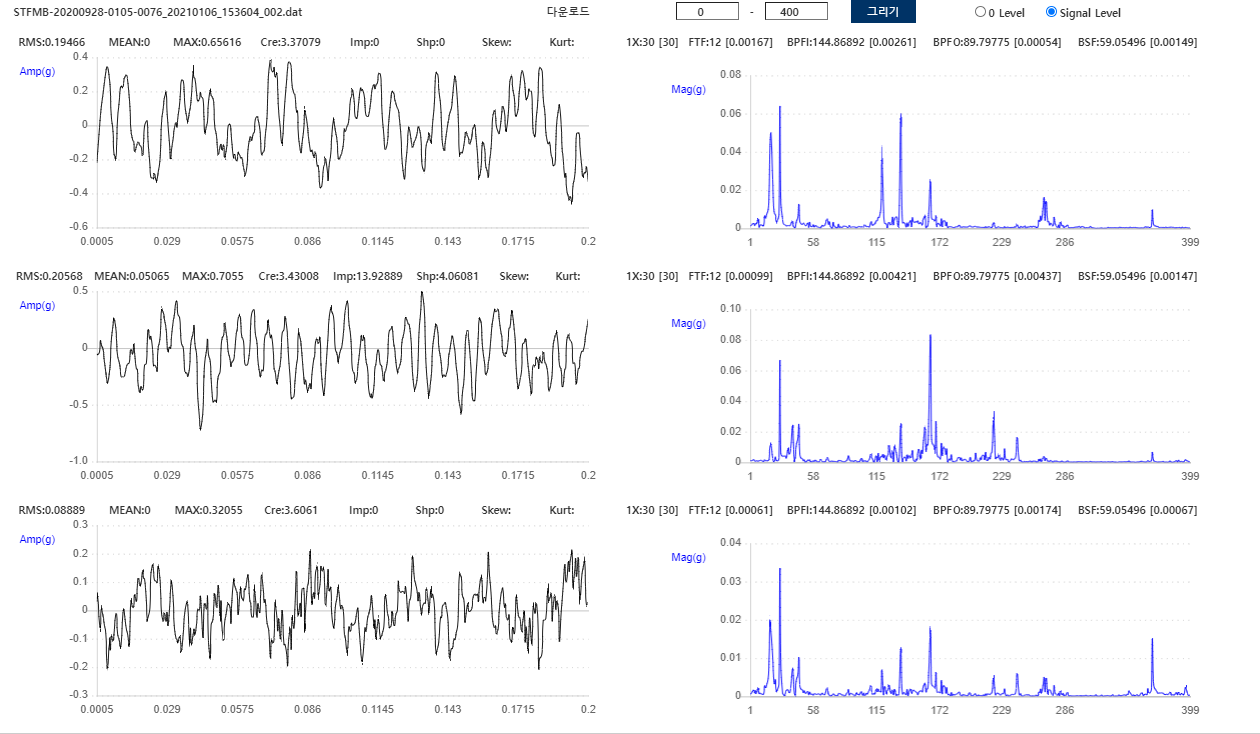 STFMB-20200928-0105-0076_20210106_153604_002.dat 다운로드 0 - 400 그리기 0 Level Signal Level
RMS:0.19466 MEAN:0 MAX:0.65616 Cre:3.37079 Imp:0 Shp:0 Skew: Kurt:
Amp(g)
0.4
0.2
0
-0.2
-0.4
-0.6
0.0005 0.029 0.0575 0.086 0.1145 0.143 0.1715 0.2
1X:30 [30] FTF:12 [0.00167] BPFI:144.86892 [0.00261] BPFO:89.79775 [0.00054] BSF:59.05496 [0.00149]
Mag(g)
0.08
0.06
0.04
0.02
0
1 58 115 172 229 286 399
RMS:0.20568 MEAN:0.05065 MAX:0.7055 Cre:3.43008 Imp:13.92889 Shp:4.06081 Skew: Kurt:
Amp(g)
0.5
0
-0.5
-1.0
0.0005 0.029 0.0575 0.086 0.1145 0.143 0.1715 0.2
1X:30 [30] FTF:12 [0.00099] BPFI:144.86892 [0.00421] BPFO:89.79775 [0.00437] BSF:59.05496 [0.00147]
Mag(g)
0.10
0.08
0.06
0.04
0.02
0
1 58 115 172 229 286 399
RMS:0.08889 MEAN:0 MAX:0.32055 Cre:3.6061 Imp:0 Shp:0 Skew: Kurt:
Amp(g)
0.3
0.2
0.1
0
-0.1
-0.2
-0.3
0.0005 0.029 0.0575 0.086 0.1145 0.143 0.1715 0.2
1X:30 [30] FTF:12 [0.00061] BPFI:144.86892 [0.00102] BPFO:89.79775 [0.00174] BSF:59.05496 [0.00067]
Mag(g)
0.04
0.03
0.02
0.01
0
1 58 115 172 229 286 399